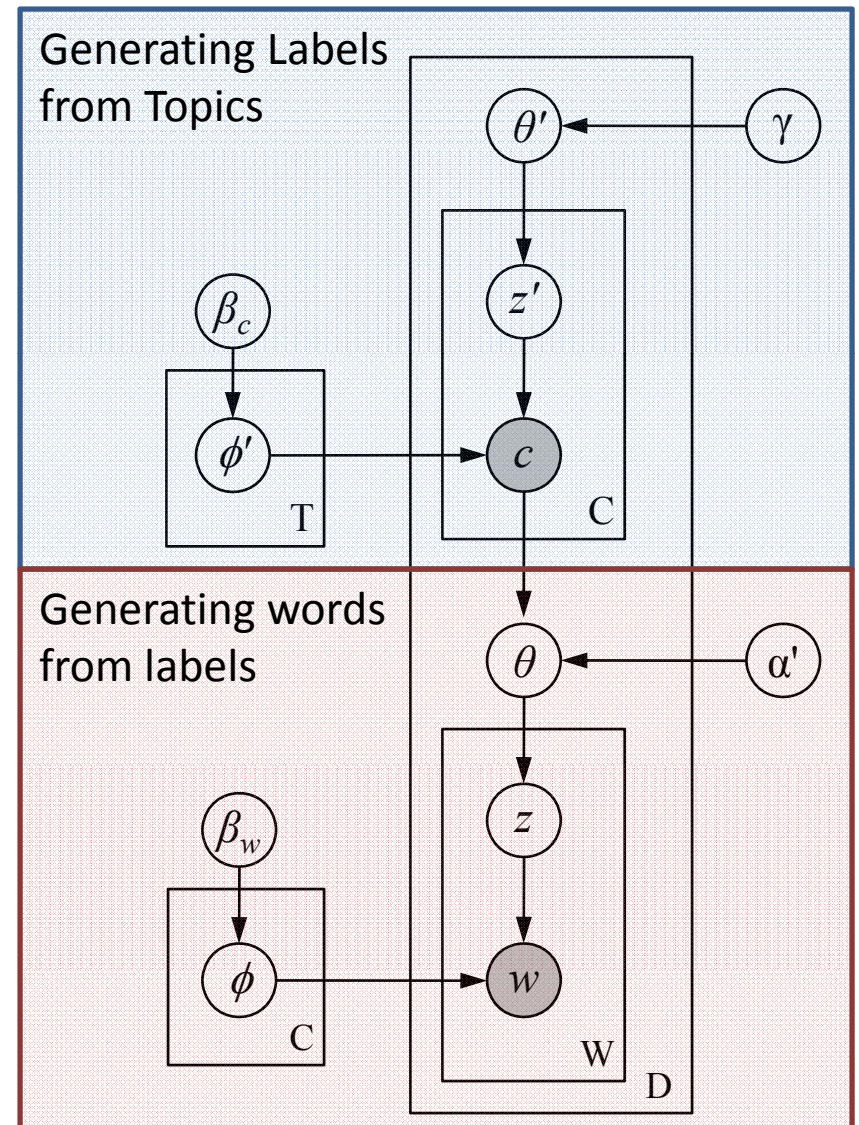 Generating Labels
from Topics
θ'
γ
z'
β_c
ϕ'
c
T
C
Generating words
from labels
θ
α'
z
β_w
ϕ
w
C
W
D